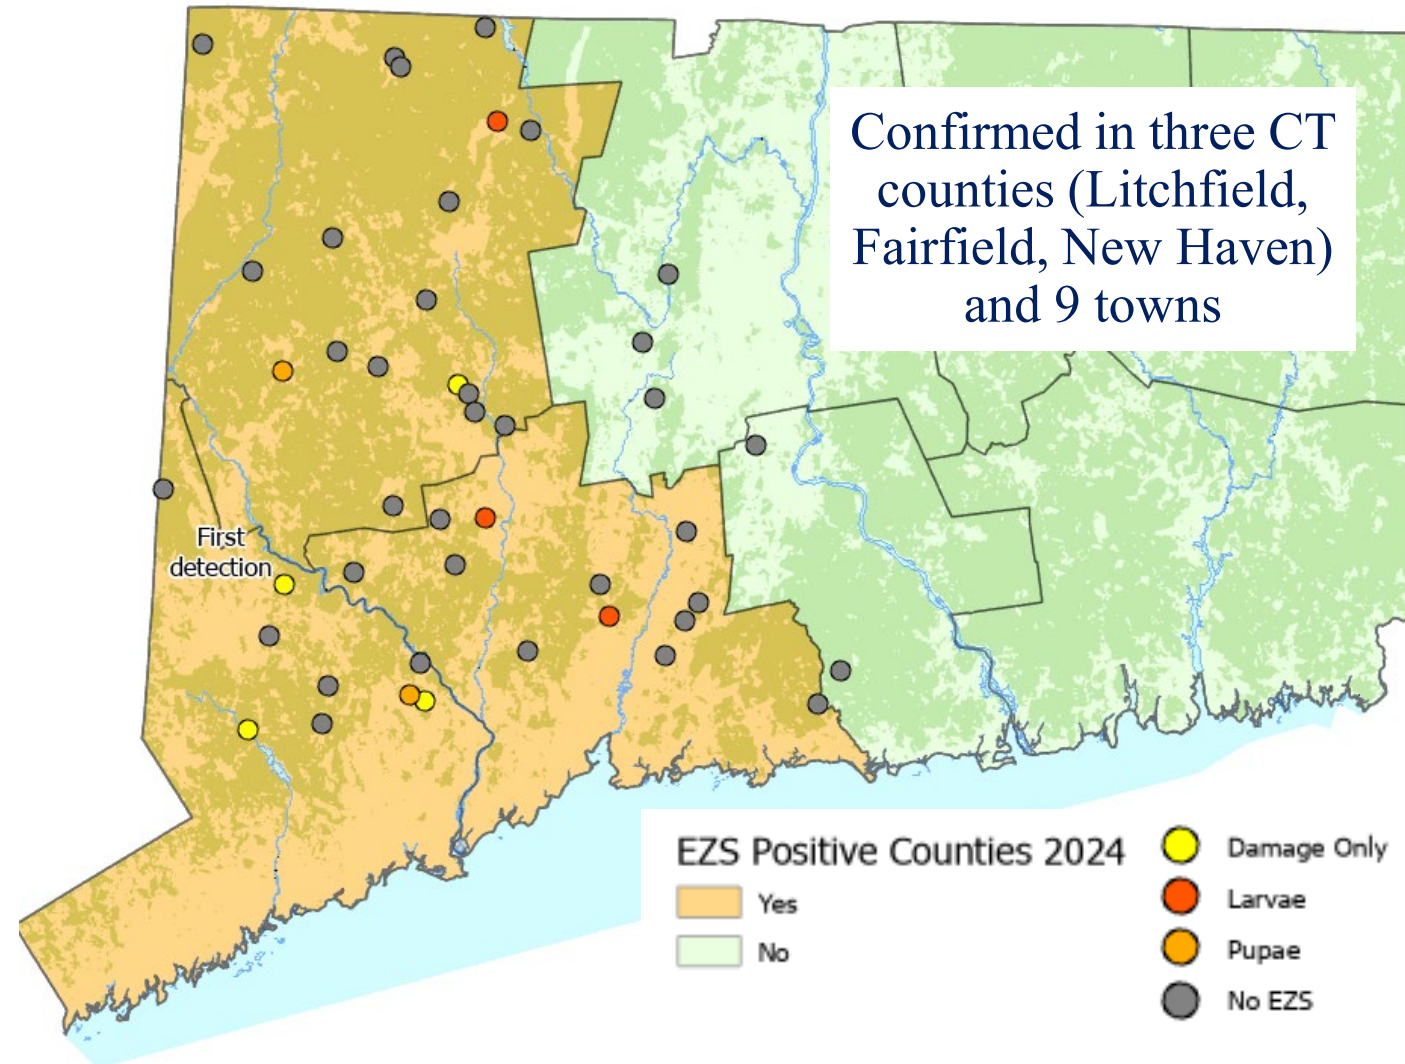 Confirmed in three CT
counties (Litchfield,
Fairfield, New Haven)
and 9 towns
First
detection
EZS Positive Counties 2024
Yes
No
Damage Only
Larvae
Pupae
No EZS